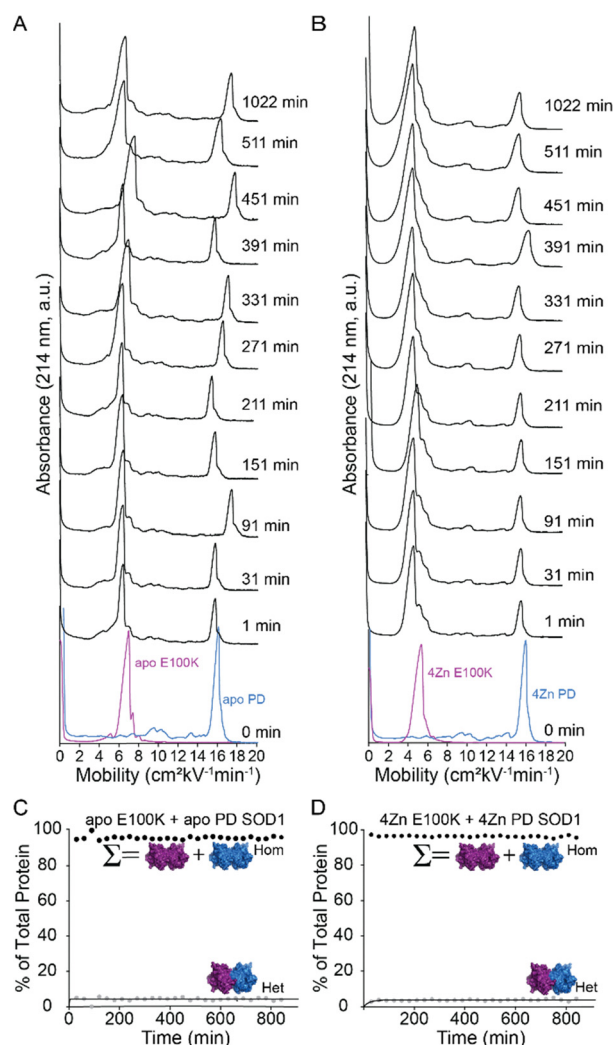 A
Absorbance (214 nm, a.u.)
1022 min
511 min
451 min
391 min
331 min
271 min
211 min
151 min
91 min
31 min
1 min
apo E100K
apo PD
0 min
0 2 4 6 8 10 12 14 16 18 20
Mobility (cm²kV⁻¹min⁻¹)
B
Absorbance (214 nm, a.u.)
1022 min
511 min
451 min
391 min
331 min
271 min
211 min
151 min
91 min
31 min
1 min
4Zn E100K
4Zn PD
0 min
0 2 4 6 8 10 12 14 16 18 20
Mobility (cm²kV⁻¹min⁻¹)
C
apo E100K + apo PD SOD1
% of Total Protein
100
80
60
40
20
0
Σ= + Hom
Het
0 200 400 600 800
Time (min)
D
4Zn E100K + 4Zn PD SOD1
% of Total Protein
100
80
60
40
20
0
Σ= + Hom
Het
0 200 400 600 800
Time (min)